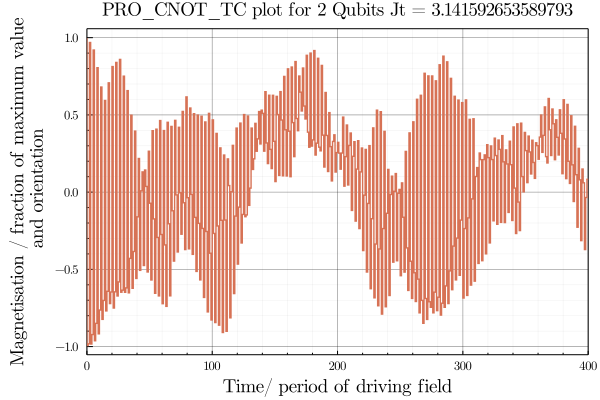 PRO_CNOT_TC plot for 2 Qubits Jt = 3.141592653589793
Magnetisation / fraction of maximum value
and orientation
1.0
0.5
0.0
−0.5
−1.0
0 100 200 300 400
Time/ period of driving field